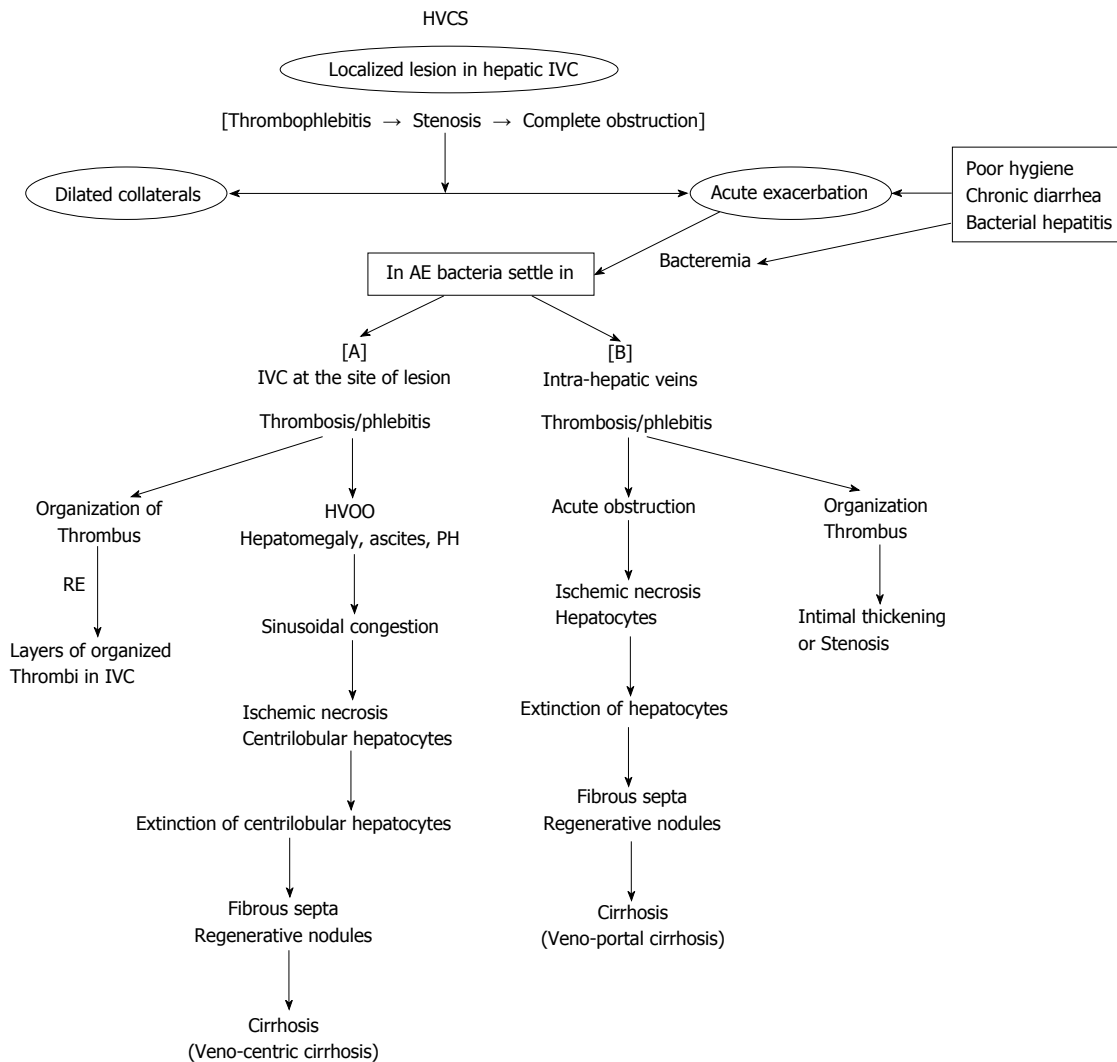 HVCS
Localized lesion in hepatic IVC
[Thrombophlebitis → Stenosis → Complete obstruction]
Dilated collaterals
Acute exacerbation
Poor hygiene
Chronic diarrhea
Bacterial hepatitis
Bacteremia
In AE bacteria settle in
[A]
IVC at the site of lesion
Thrombosis/phlebitis
[B]
Intra-hepatic veins
Thrombosis/phlebitis
Organization of
Thrombus
RE
Layers of organized
Thrombi in IVC
HVOO
Hepatomegaly, ascites, PH
Sinusoidal congestion
Ischemic necrosis
Centrilobular hepatocytes
Extinction of centrilobular hepatocytes
Fibrous septa
Regenerative nodules
Cirrhosis
(Veno-centric cirrhosis)
Acute obstruction
Ischemic necrosis
Hepatocytes
Extinction of hepatocytes
Fibrous septa
Regenerative nodules
Cirrhosis
(Veno-portal cirrhosis)
Organization
Thrombus
Intimal thickening
or Stenosis